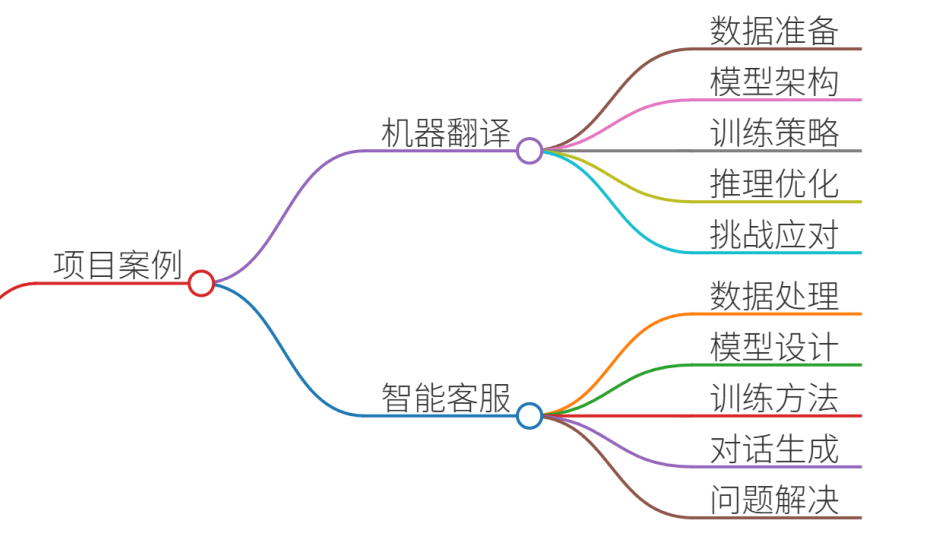 项目案例
机器翻译
数据准备
模型架构
训练策略
推理优化
挑战应对
智能客服
数据处理
模型设计
训练方法
对话生成
问题解决